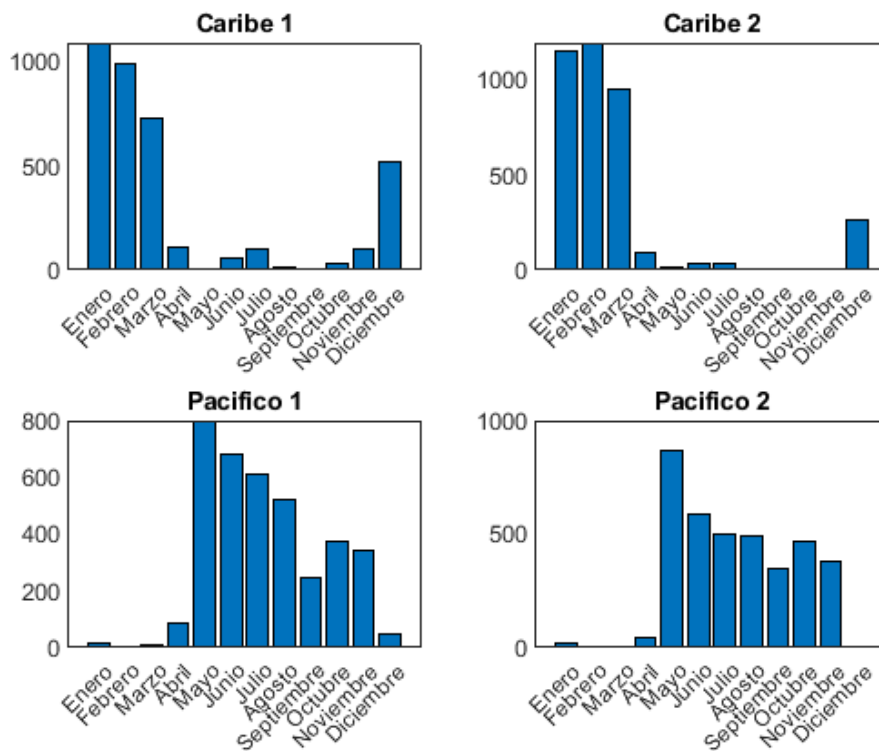 Caribe 1
1000
500
0
Enero
Febrero
Marzo
Abril
Mayo
Junio
Julio
Agosto
Septiembre
Octubre
Noviembre
Diciembre
Caribe 2
1000
500
0
Enero
Febrero
Marzo
Abril
Mayo
Junio
Julio
Agosto
Septiembre
Octubre
Noviembre
Diciembre
Pacifico 1
800
600
400
200
0
Enero
Febrero
Marzo
Abril
Mayo
Junio
Julio
Agosto
Septiembre
Octubre
Noviembre
Diciembre
Pacifico 2
1000
500
0
Enero
Febrero
Marzo
Abril
Mayo
Junio
Julio
Agosto
Septiembre
Octubre
Noviembre
Diciembre